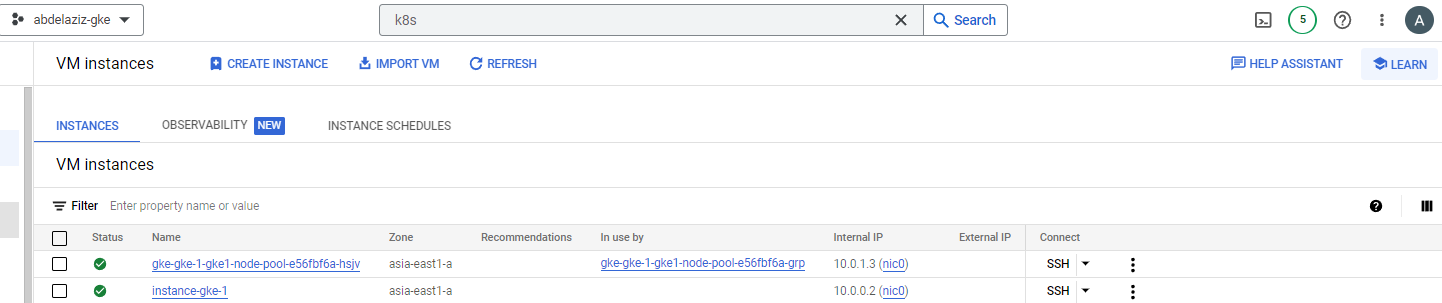 abdelaziz-gke k8s Search 5 A
VM instances CREATE INSTANCE IMPORT VM REFRESH HELP ASSISTANT LEARN
INSTANCES OBSERVABILITY NEW INSTANCE SCHEDULES
VM instances
Filter Enter property name or value
Status Name Zone Recommendations In use by Internal IP External IP Connect
gke-gke-1-gke1-node-pool-e56fbf6a-hsjv asia-east1-a gke-gke-1-gke1-node-pool-e56fbf6a-grp 10.0.1.3 (nic0) SSH
instance-gke-1 asia-east1-a 10.0.0.2 (nic0) SSH